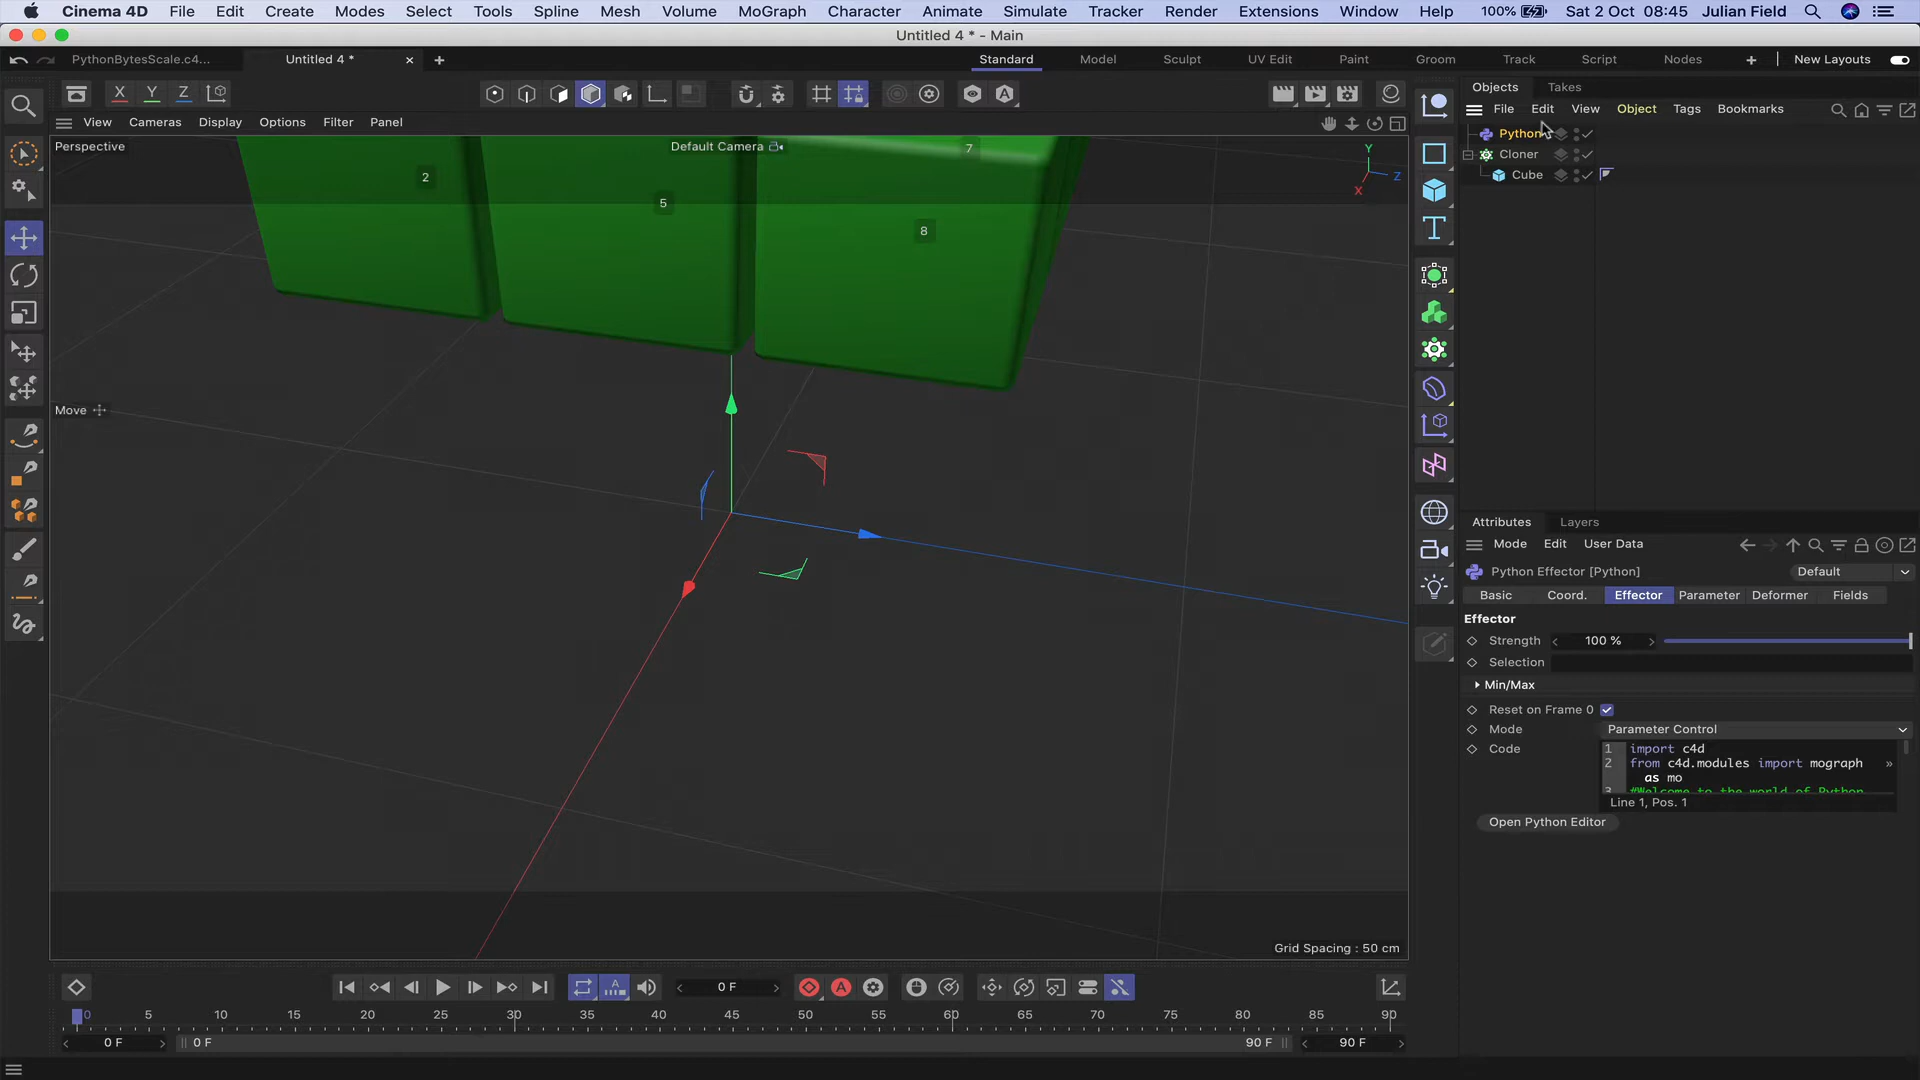 Cinema 4D File Edit Create Modes Select Tools Spline Mesh Volume MoGraph Character Animate Simulate Tracker Render Extensions Window Help 100% Sat 2 Oct 08:45 Julian Field
Untitled 4 * - Main
PythonBytesScale.c4... Untitled 4 * Standard Model Sculpt UV Edit Paint Groom Track Script Nodes New Layouts
X Y Z
Objects Takes
File Edit View Object Tags Bookmarks
View Cameras Display Options Filter Panel
Perspective Default Camera
Y
Z
X
Python
Cloner
Cube
7
2
5
8
Move
Attributes Layers
Mode Edit User Data
Python Effector [Python] Default
Basic Coord. Effector Parameter Deformer Fields
Effector
Strength 100 %
Selection
Min/Max
Reset on Frame 0
Mode Parameter Control
Code
1 import c4d
2 from c4d.modules import mograph
as mo
3 #Welcome to the world of Python
Line 1, Pos. 1
Open Python Editor
Grid Spacing : 50 cm
0 F
0 5 10 15 20 25 30 35 40 45 50 55 60 65 70 75 80 85 90
0 F 0 F 90 F 90 F